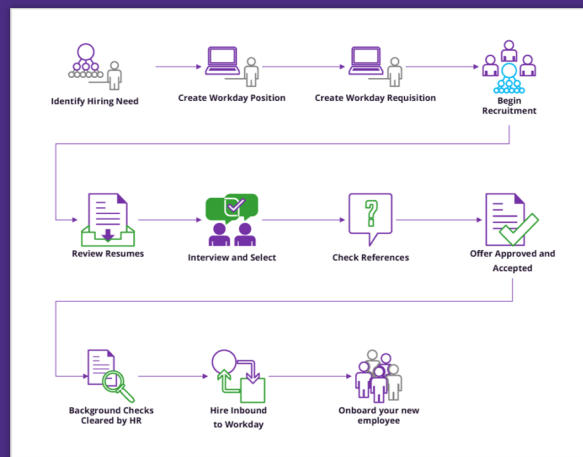 Identify Hiring Need
Create Workday Position
Create Workday Requisition
Begin
Recruitment
Review Resumes
Interview and Select
?
Check References
Offer Approved and
Accepted
Background Checks
Cleared by HR
Hire Inbound
to Workday
Onboard your new
employee